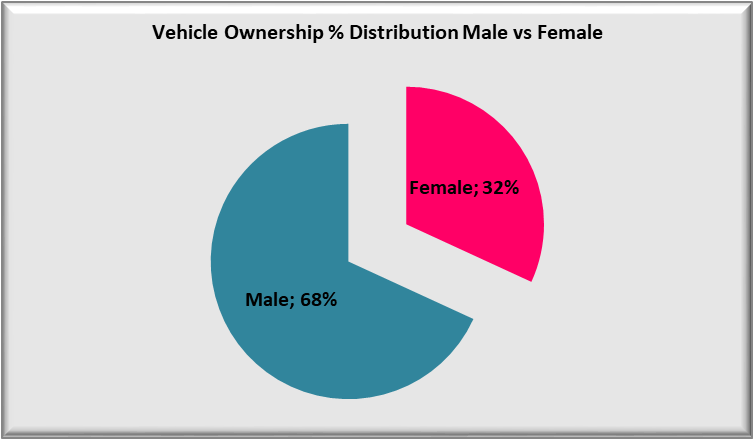 Vehicle Ownership % Distribution Male vs Female
Female; 32%
Male; 68%